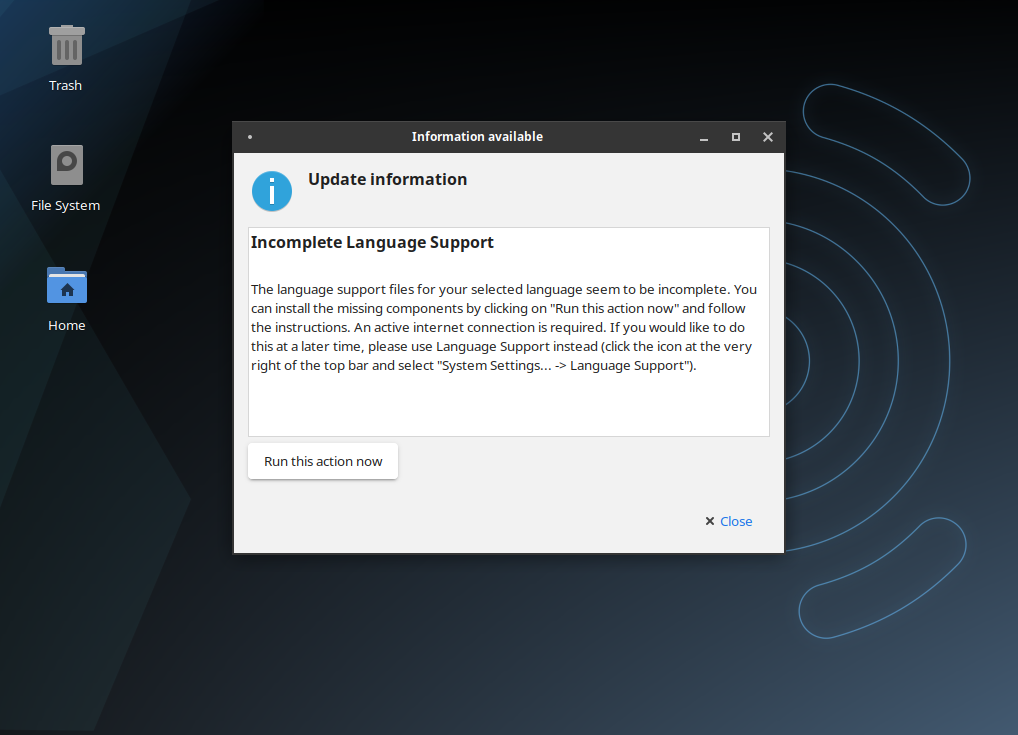 Trash
File System
Home
Information available
Update information
Incomplete Language Support
The language support files for your selected language seem to be incomplete. You
can install the missing components by clicking on "Run this action now" and follow
the instructions. An active internet connection is required. If you would like to do
this at a later time, please use Language Support instead (click the icon at the very
right of the top bar and select "System Settings... -> Language Support").
Run this action now
Close